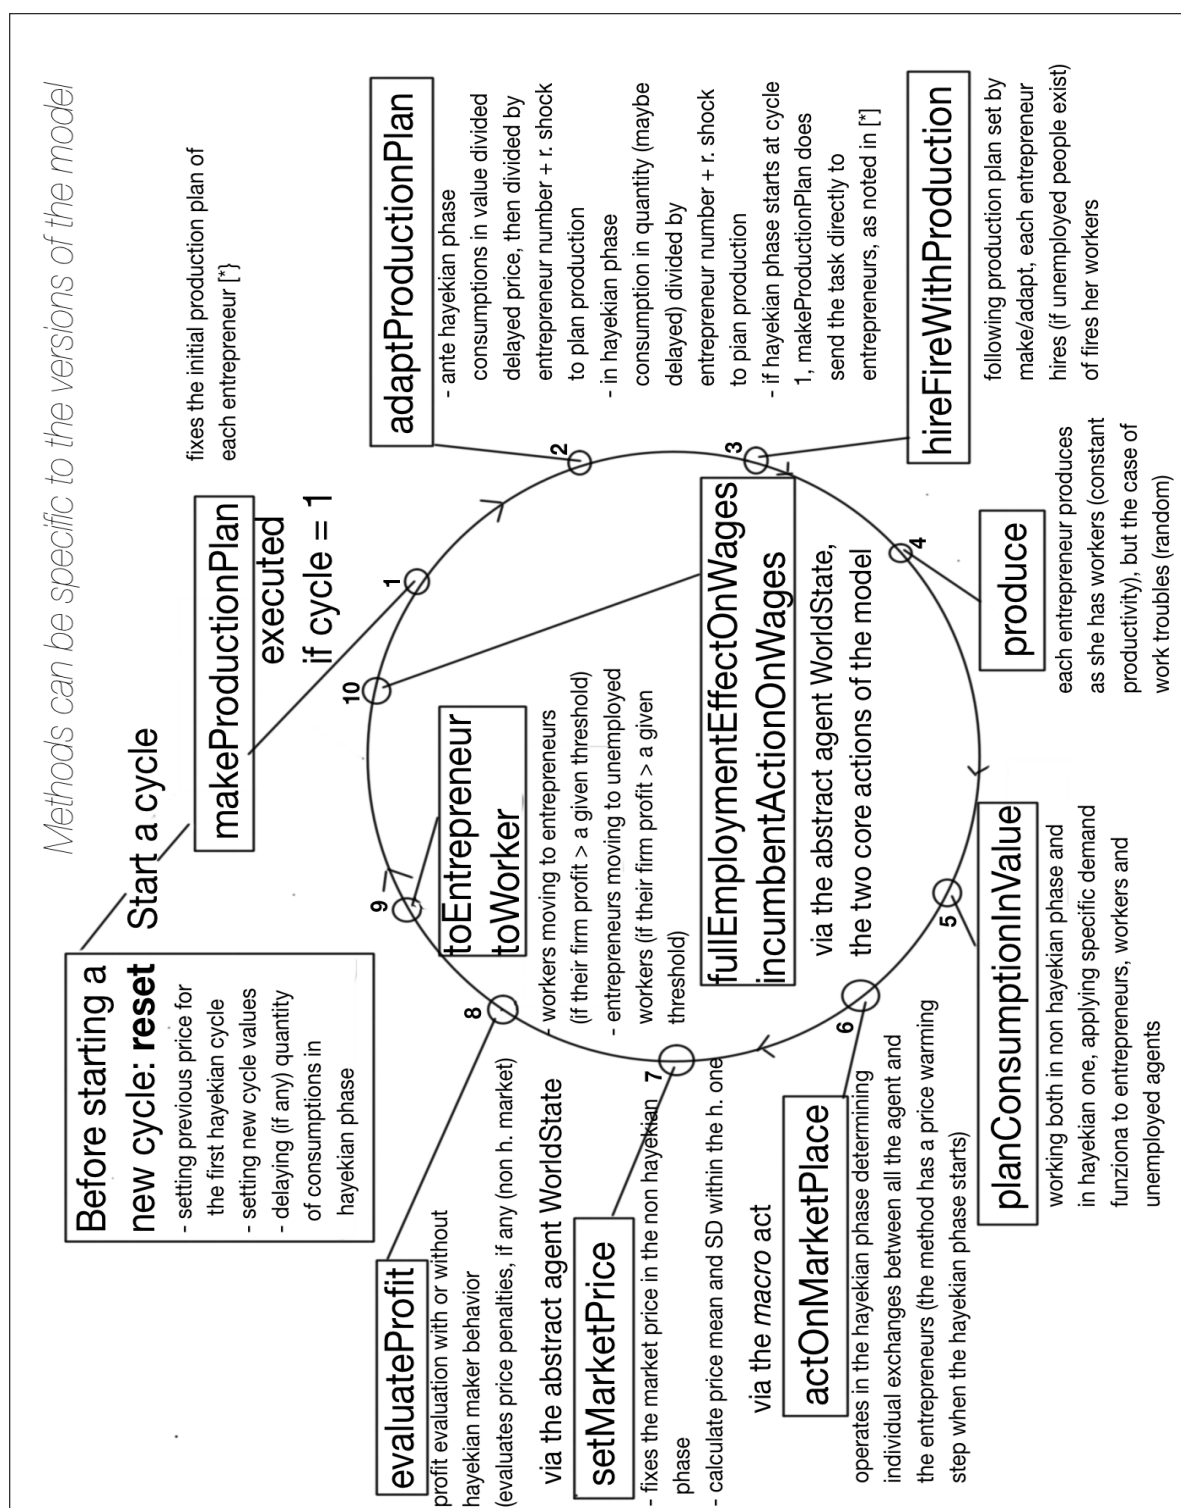 Methods can be specific to the versions of the model
Before starting a
new cycle: reset
- setting previous price for
the first hayekian cycle
- setting new cycle values
- delaying (if any) quantity
of consumptions in
hayekian phase
Start a cycle
makeProductionPlan
executed
if cycle = 1
fixes the initial production plan of
each entrepreneur [*}
1
adaptProductionPlan
- ante hayekian phase
consumptions in value divided
delayed price, then divided by
entrepreneur number + r. shock
to plan production
- in hayekian phase
consumption in quantity (maybe
delayed) divided by
entrepreneur number + r. shock
to plan production
- if hayekian phase starts at cycle
1, makeProductionPlan does
send the task directly to
entrepreneurs, as noted in [*]
2
hireFireWithProduction
following production plan set by
make/adapt, each entrepreneur
hires (if unemployed people exist)
of fires her workers
3
produce
each entrepreneur produces
as she has workers (constant
productivity), but the case of
work troubles (random)
4
planConsumptionInValue
working both in non hayekian phase and
in hayekian one, applying specific demand
funziona to entrepreneurs, workers and
unemployed agents
5
via the macro act
actOnMarketPlace
operates in the hayekian phase determining
individual exchanges between all the agent and
the entrepreneurs (the method has a price warming
step when the hayekian phase starts)
6
via the abstract agent WorldState
setMarketPrice
- fixes the market price in the non hayekian
phase
- calculate price mean and SD within the h. one
7
evaluateProfit
profit evaluation with or without
hayekian maker behavior
(evaluates price penalties, if any (non h. market)
8
toEntrepreneur
toWorker
- workers moving to entrepreneurs
(if their firm profit > a given threshold)
- entrepreneurs moving to unemployed
workers (if their firm profit > a given
threshold)
9
fullEmploymentEffectOnWages
incumbentActionOnWages
via the abstract agent WorldState,
the two core actions of the model
10